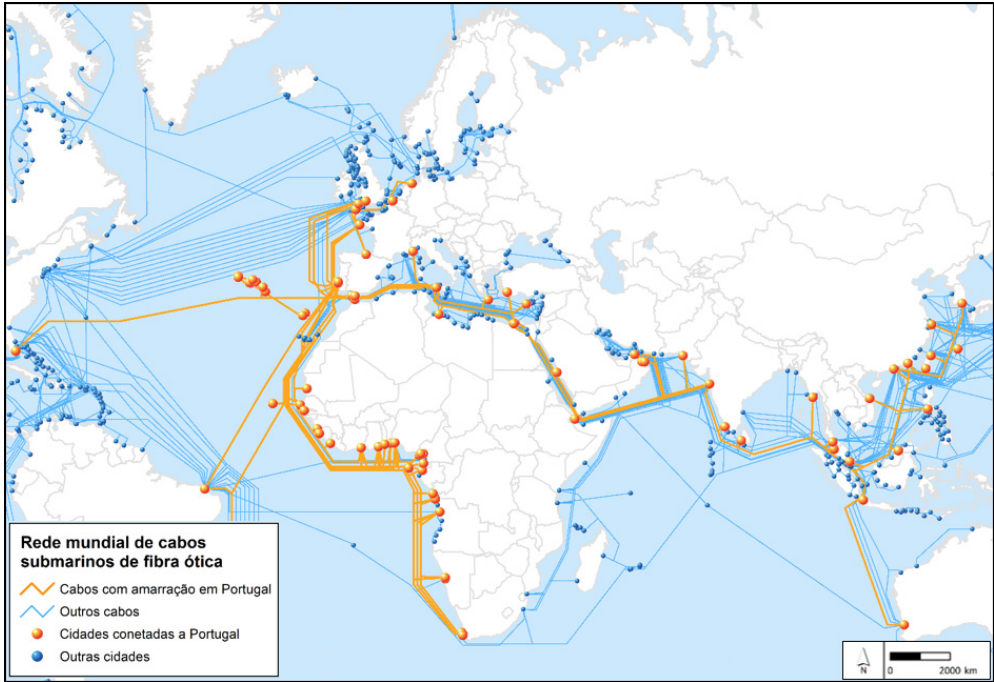 Rede mundial de cabos
submarinos de fibra ótica
Cabos com amarração em Portugal
Outros cabos
Cidades conetadas a Portugal
Outras cidades
N
0 2000 km